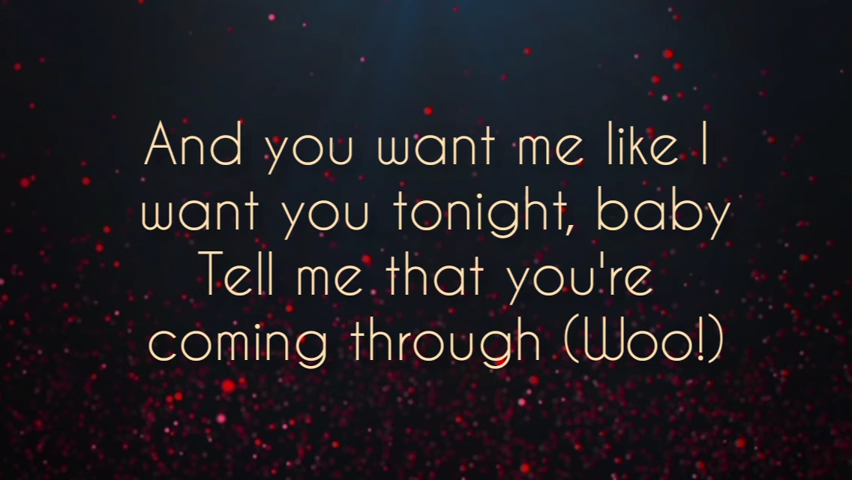 And you want me like I
want you tonight, baby
Tell me that you're
coming through (Woo!)